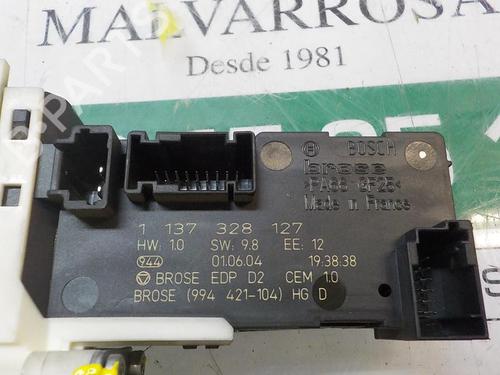 MALVARROSA
Desde 1981
BOSCH
brose
>PA66 GF25<
Made in France
1 137 328 127
HW: 1.0 SW: 9.8 EE: 12
944 01.06.04 19.38.38
BROSE EDP D2 CEM 1.0
BROSE (994 421-104) HG D